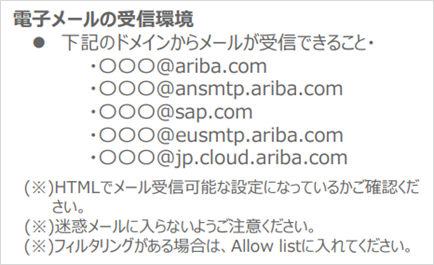 電子メールの受信環境
● 下記のドメインからメールが受信できること・
・〇〇〇@ariba.com
・〇〇〇@ansmtp.ariba.com
・〇〇〇@sap.com
・〇〇〇@eusmtp.ariba.com
・〇〇〇@jp.cloud.ariba.com
(※)HTMLでメール受信可能な設定になっているかご確認くだ
さい。
(※)迷惑メールに入らないようご注意ください。
(※)フィルタリングがある場合は、Allow listに入れてください。